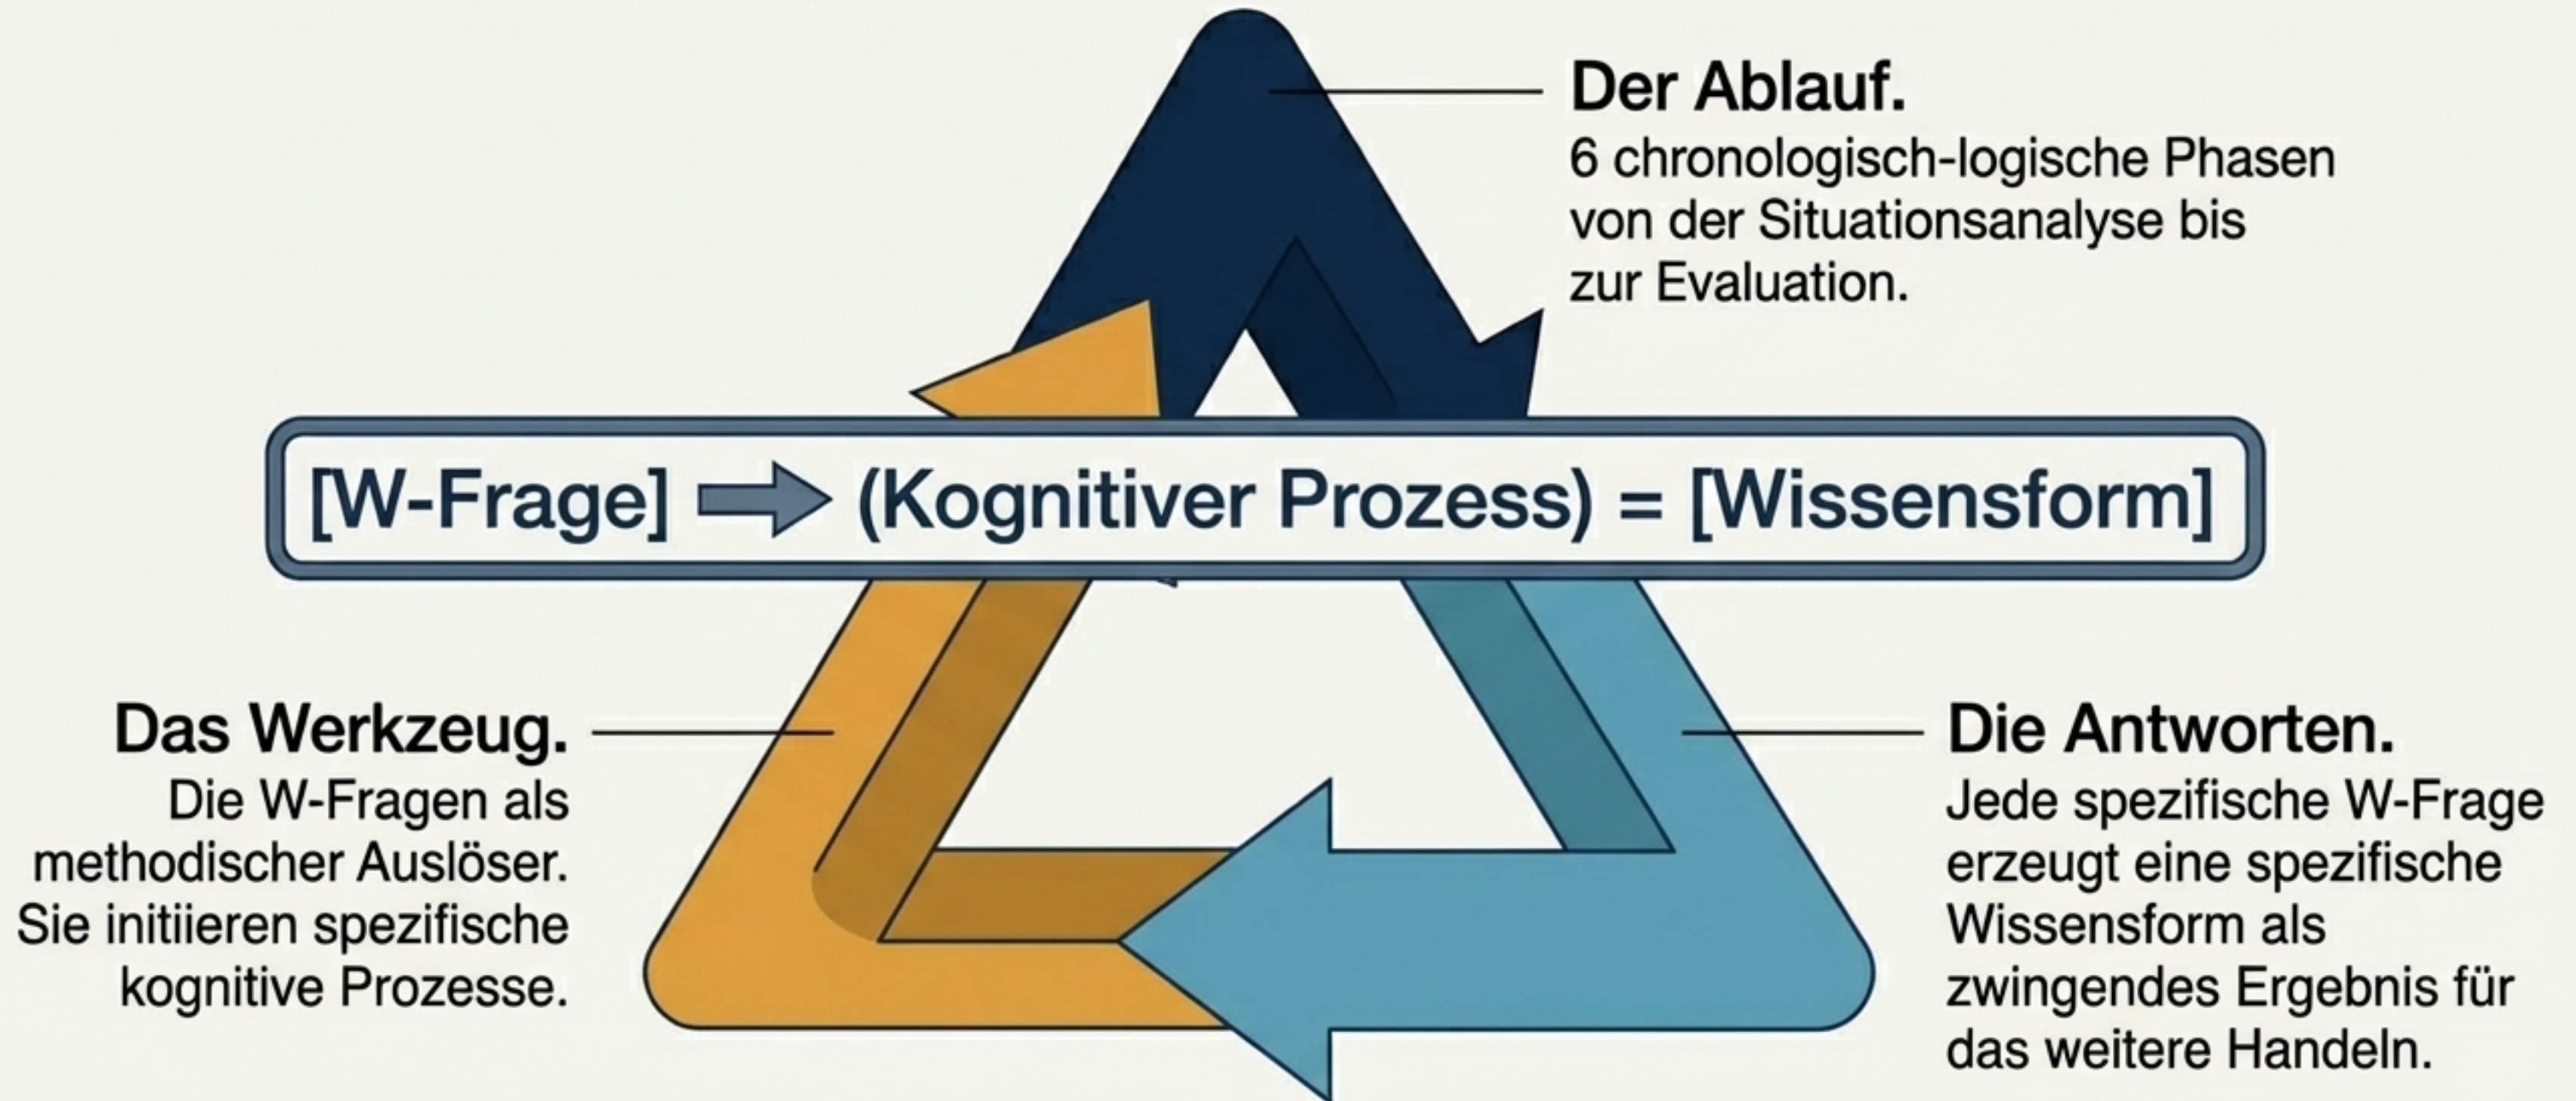 Der Ablauf.
6 chronologisch-logische Phasen
von der Situationsanalyse bis
zur Evaluation.
[W-Frage] (Kognitiver Prozess) = [Wissensform]
Das Werkzeug.
Die W-Fragen als
methodischer Auslöser.
Sie initiieren spezifische
kognitive Prozesse.
Die Antworten.
Jede spezifische W-Frage
erzeugt eine spezifische
Wissensform als
zwingendes Ergebnis für
das weitere Handeln.